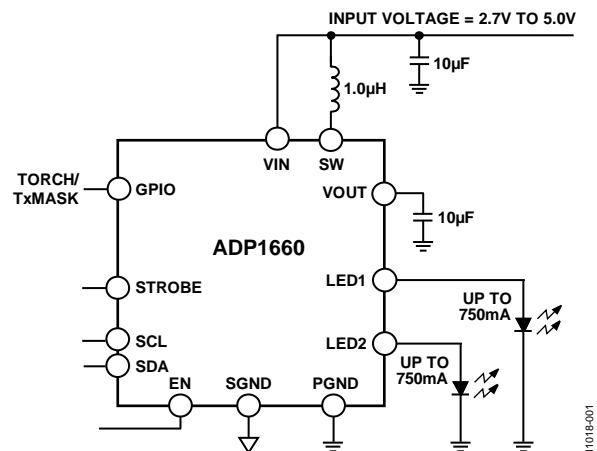 INPUT VOLTAGE = 2.7V TO 5.0V
10µF
1.0µH
VIN
SW
TORCH/
TxMASK
GPIO
VOUT
10µF
ADP1660
STROBE
LED1
UP TO
750mA
SCL
LED2
SDA
UP TO
750mA
EN
SGND
PGND
11018-001